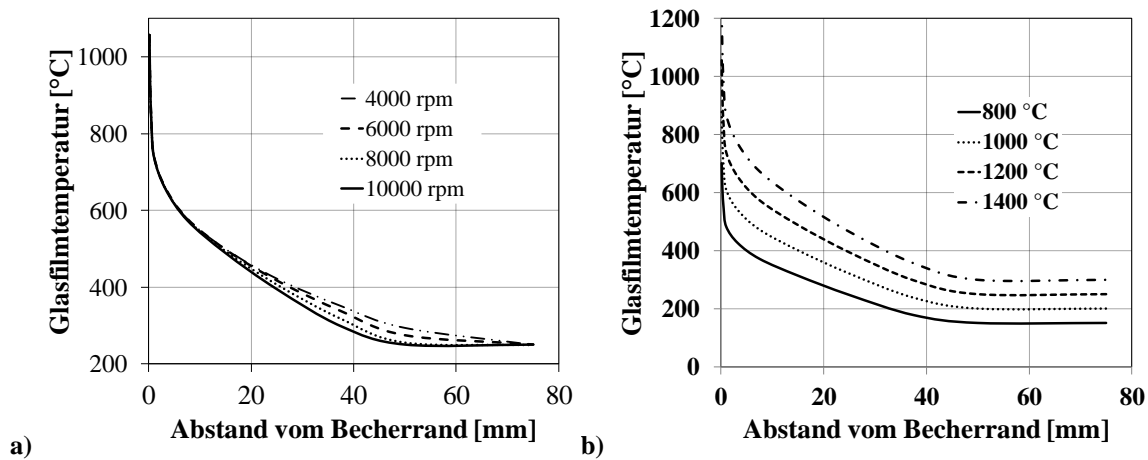 Glasfilmtemperatur [°C]
1000
800
600
400
200
4000 rpm
6000 rpm
8000 rpm
10000 rpm
0 20 40 60 80
Abstand vom Becherrand [mm]
a)
Glasfilmtemperatur [°C]
1200
1000
800
600
400
200
0
800 °C
1000 °C
1200 °C
1400 °C
0 20 40 60 80
Abstand vom Becherrand [mm]
b)